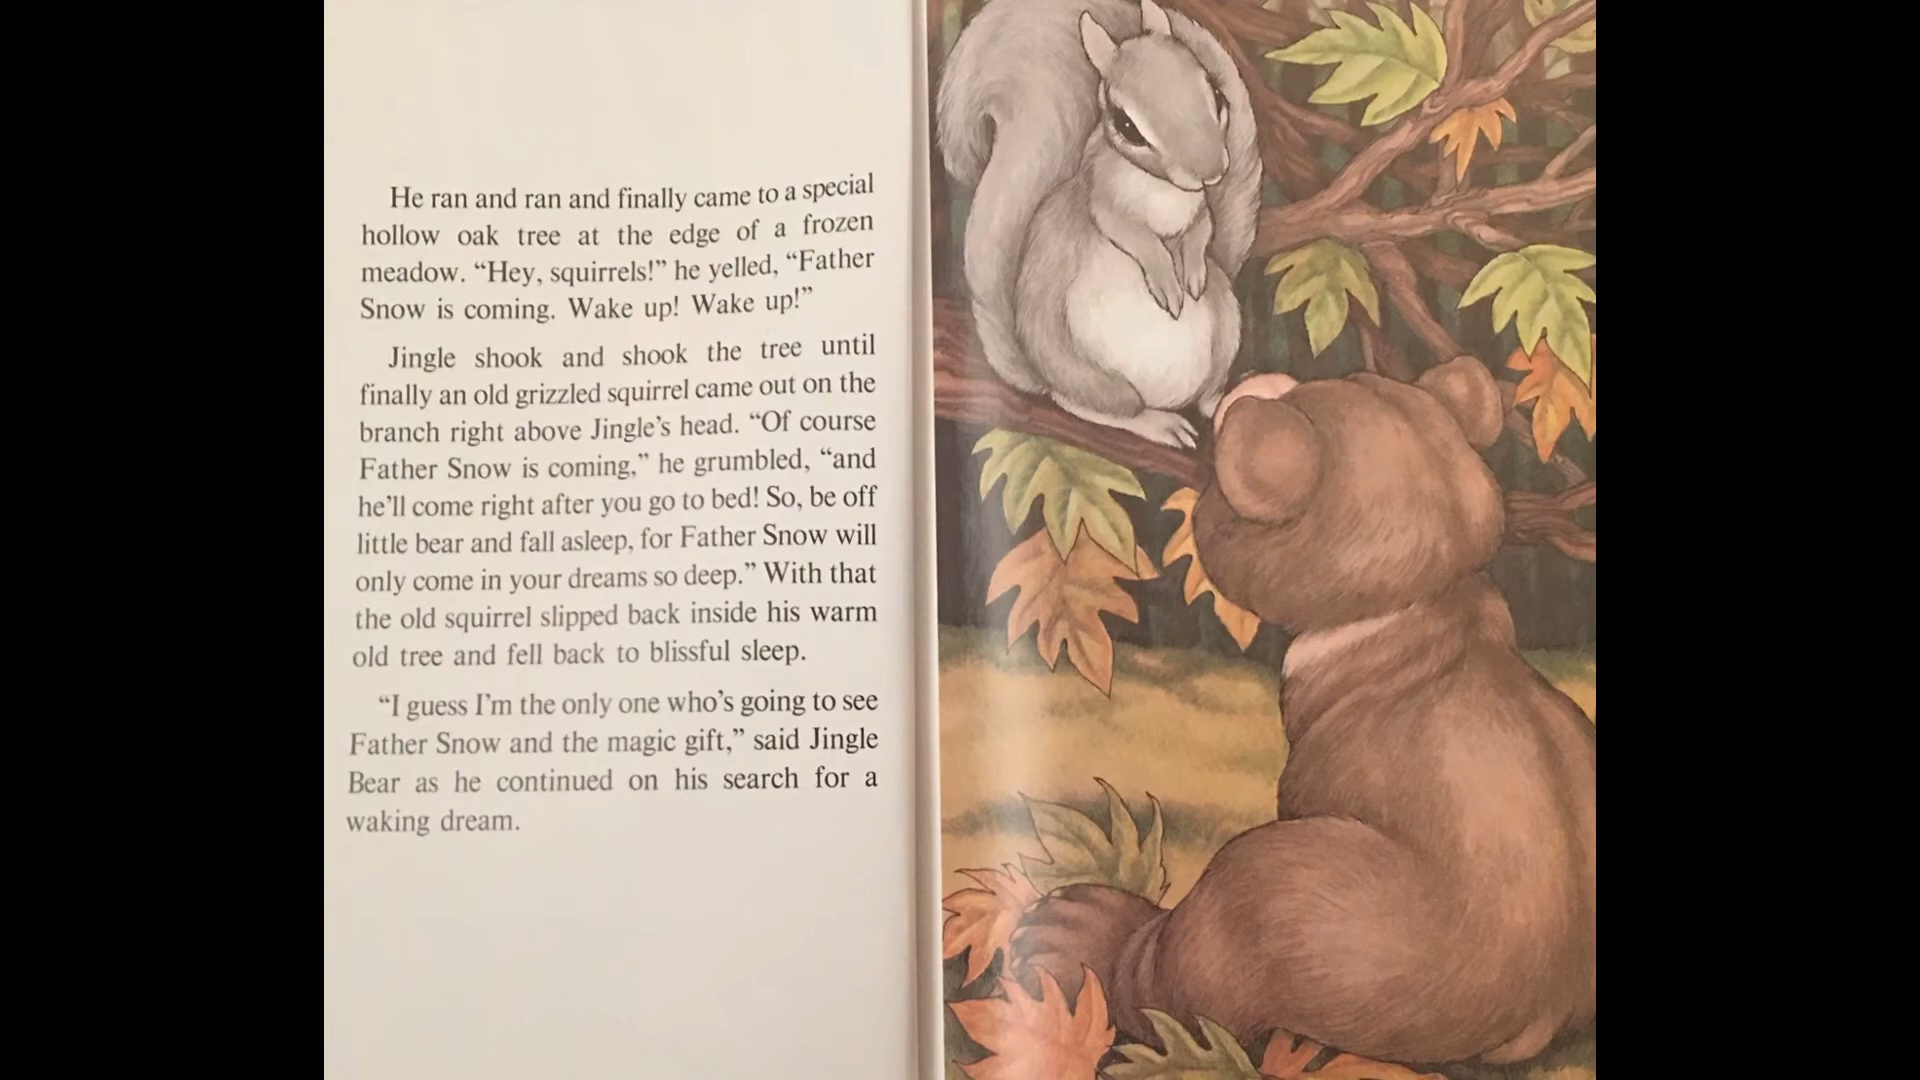 He ran and ran and finally came to a special
hollow oak tree at the edge of a frozen
meadow. “Hey, squirrels!” he yelled, “Father
Snow is coming. Wake up! Wake up!”
Jingle shook and shook the tree until
finally an old grizzled squirrel came out on the
branch right above Jingle’s head. “Of course
Father Snow is coming,” he grumbled, “and
he’ll come right after you go to bed! So, be off
little bear and fall asleep, for Father Snow will
only come in your dreams so deep.” With that
the old squirrel slipped back inside his warm
old tree and fell back to blissful sleep.
“I guess I’m the only one who’s going to see
Father Snow and the magic gift,” said Jingle
Bear as he continued on his search for a
waking dream.